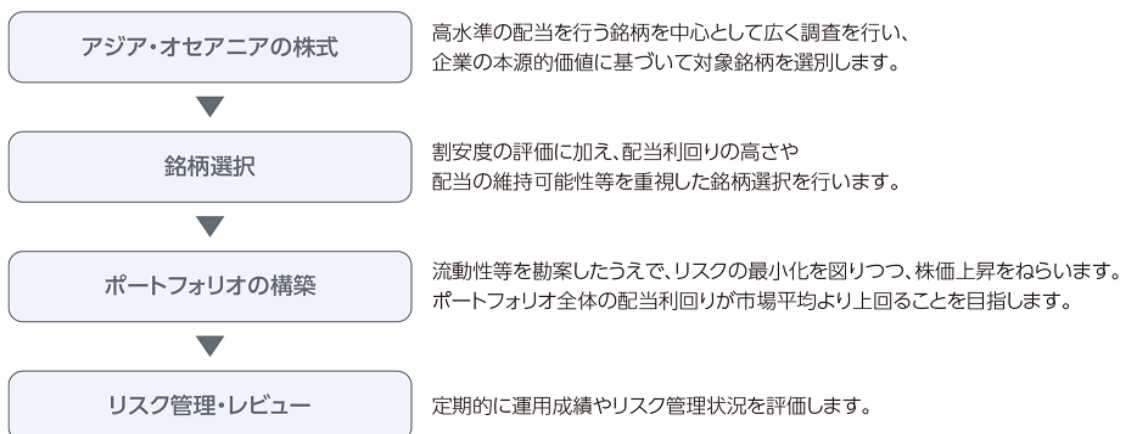 アジア・オセアニアの株式
高水準の配当を行う銘柄を中心として広く調査を行い、
企業の本源的価値に基づいて対象銘柄を選別します。
銘柄選択
割安度の評価に加え、配当利回りの高さや
配当の維持可能性等を重視した銘柄選択を行います。
ポートフォリオの構築
流動性等を勘案したうえで、リスクの最小化を図りつつ、株価上昇をねらいます。
ポートフォリオ全体の配当利回りが市場平均より上回ることを目指します。
リスク管理・レビュー
定期的に運用成績やリスク管理状況を評価します。